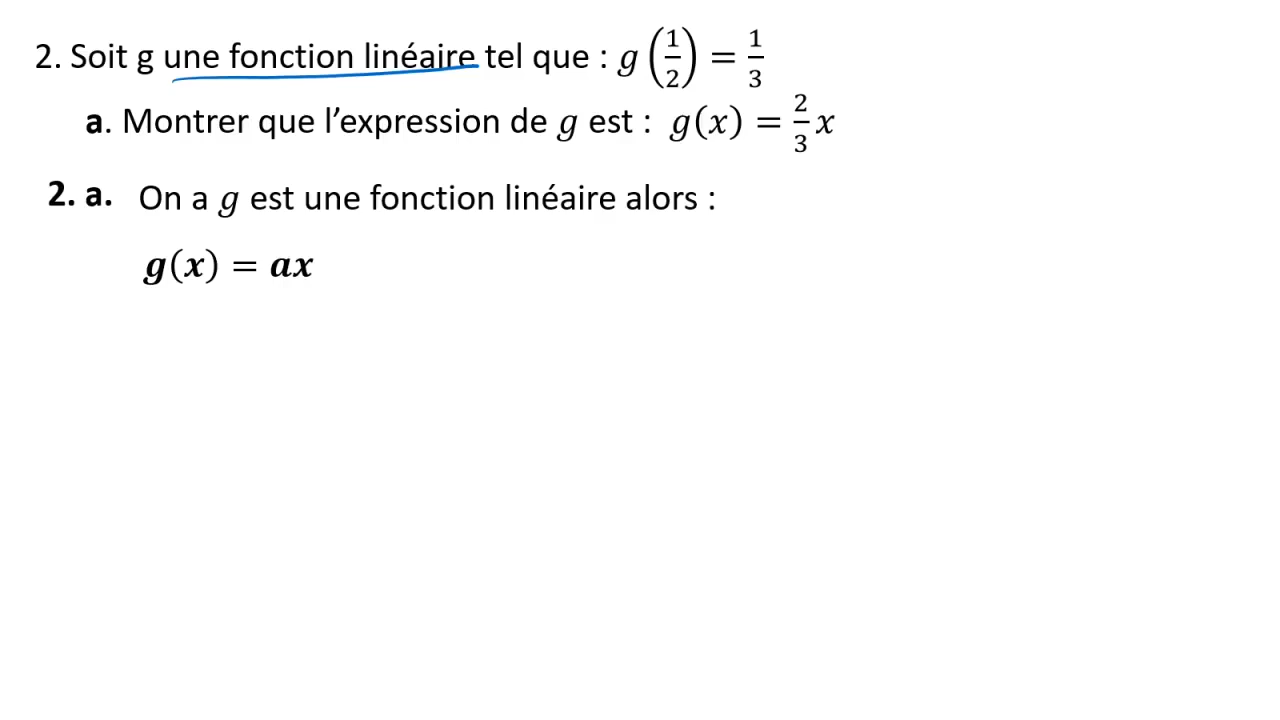 2. Soit g une fonction linéaire tel que : g(1/2) = 1/3
a. Montrer que l’expression de g est : g(x) = 2/3 x
2. a. On a g est une fonction linéaire alors :
g(x) = ax